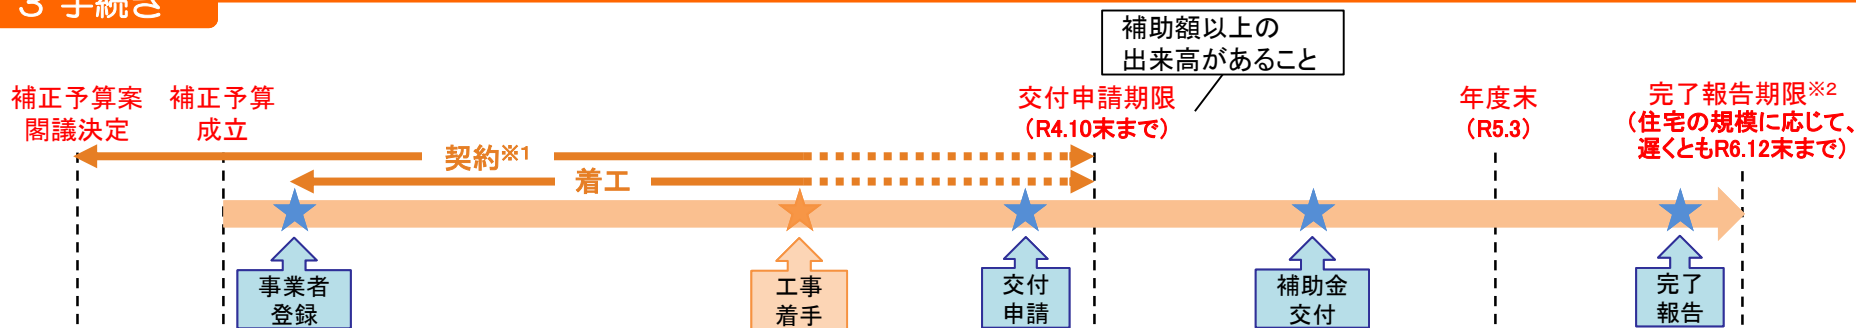 3 手続き
補助額以上の
出来高があること
補正予算案
閣議決定
補正予算
成立
交付申請期限
(R4.10末まで)
年度末
(R5.3)
完了報告期限※2
(住宅の規模に応じて、
遅くともR6.12末まで)
契約※1
着工
事業者
登録
工事
着手
交付
申請
補助金
交付
完了
報告